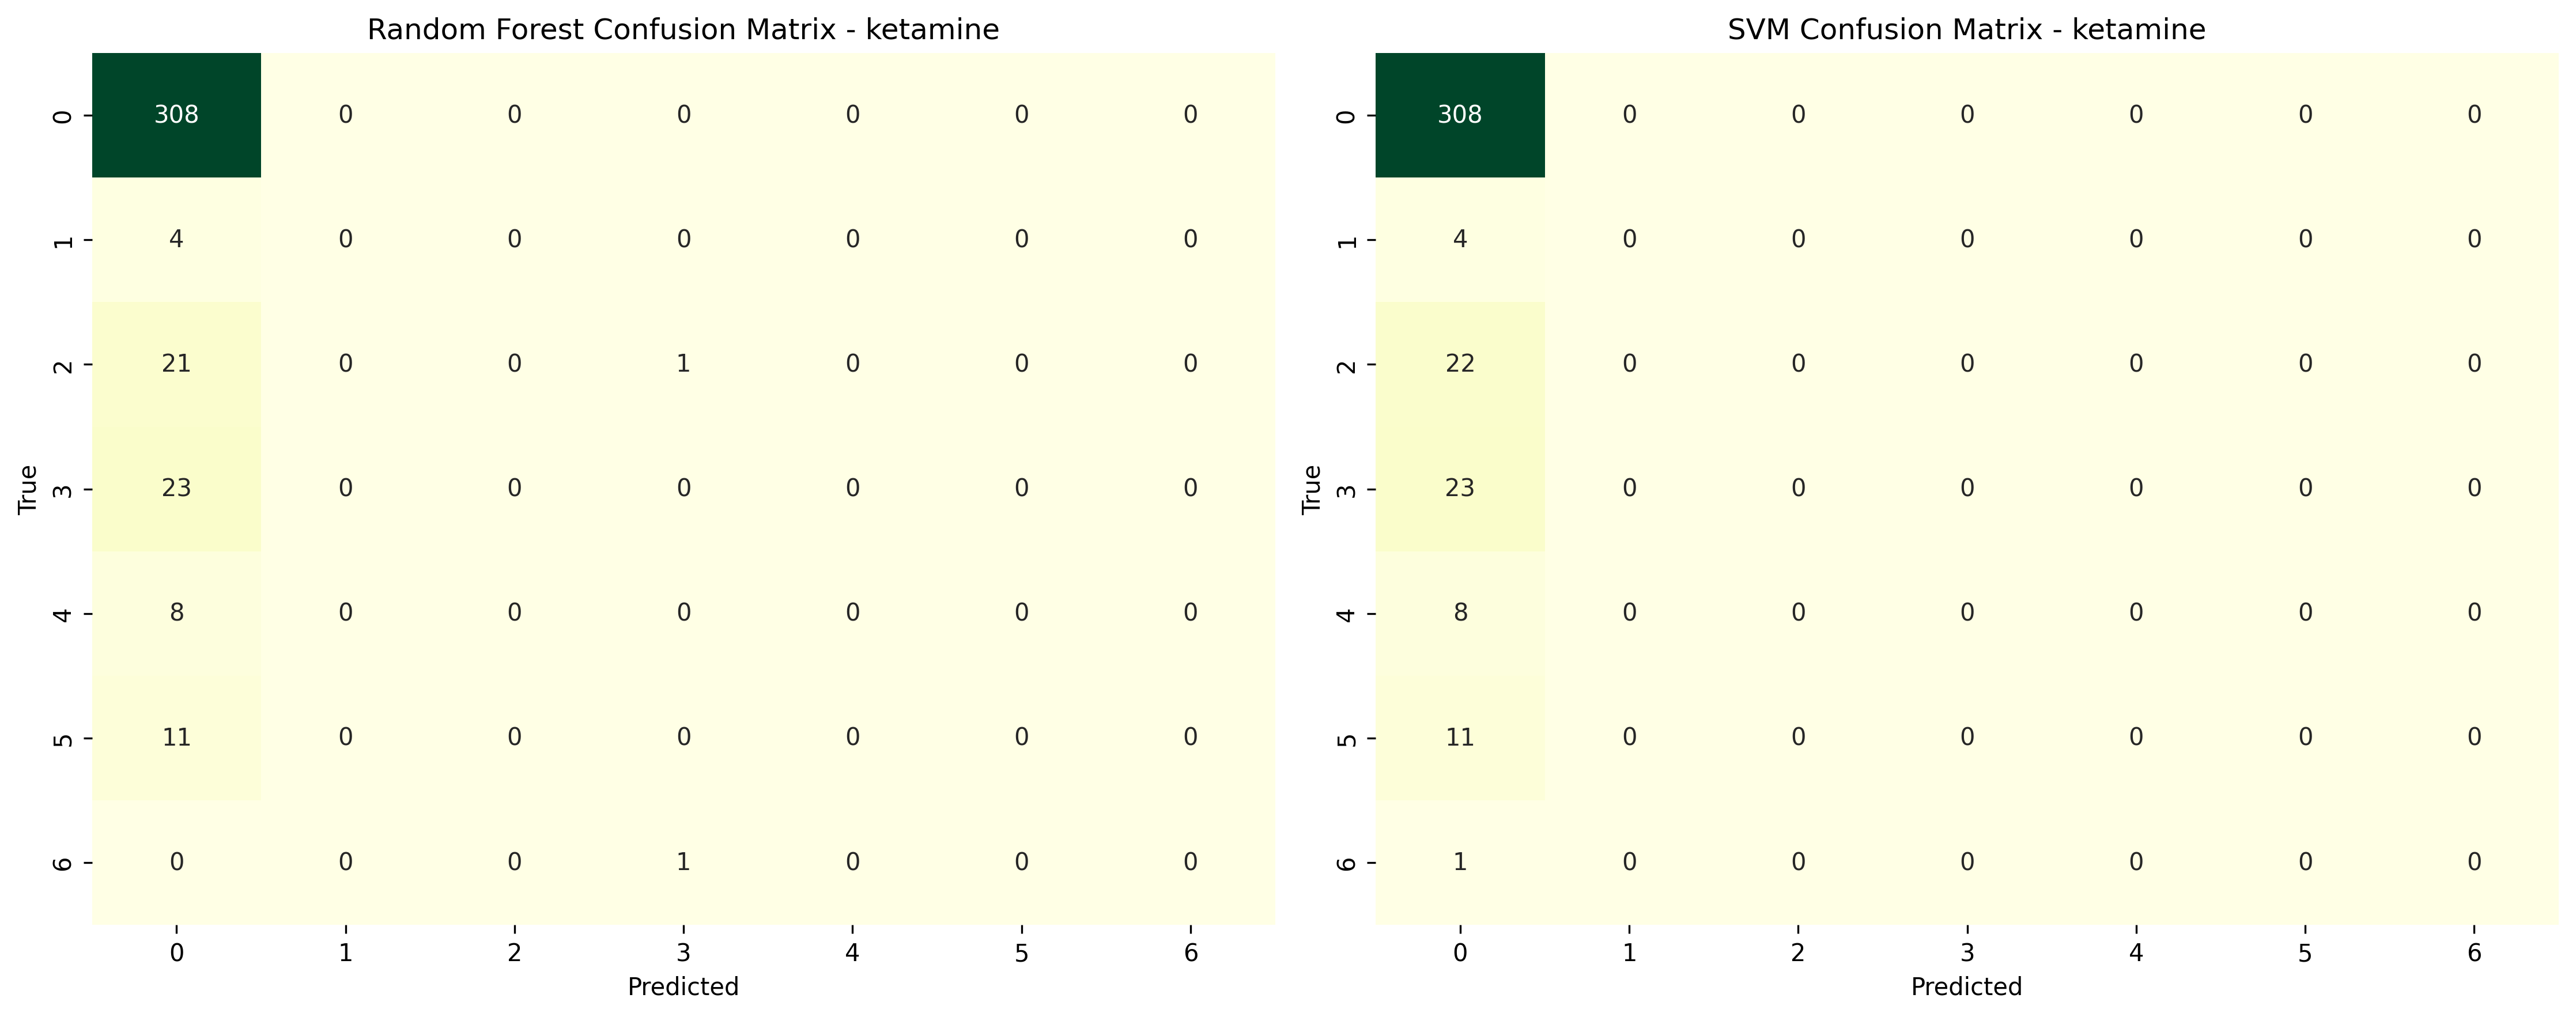 Random Forest Confusion Matrix - ketamine
True
0 308 0 0 0 0 0 0
1 4 0 0 0 0 0 0
2 21 0 0 1 0 0 0
3 23 0 0 0 0 0 0
4 8 0 0 0 0 0 0
5 11 0 0 0 0 0 0
6 0 0 0 1 0 0 0
0 1 2 3 4 5 6
Predicted
SVM Confusion Matrix - ketamine
True
0 308 0 0 0 0 0 0
1 4 0 0 0 0 0 0
2 22 0 0 0 0 0 0
3 23 0 0 0 0 0 0
4 8 0 0 0 0 0 0
5 11 0 0 0 0 0 0
6 1 0 0 0 0 0 0
0 1 2 3 4 5 6
Predicted